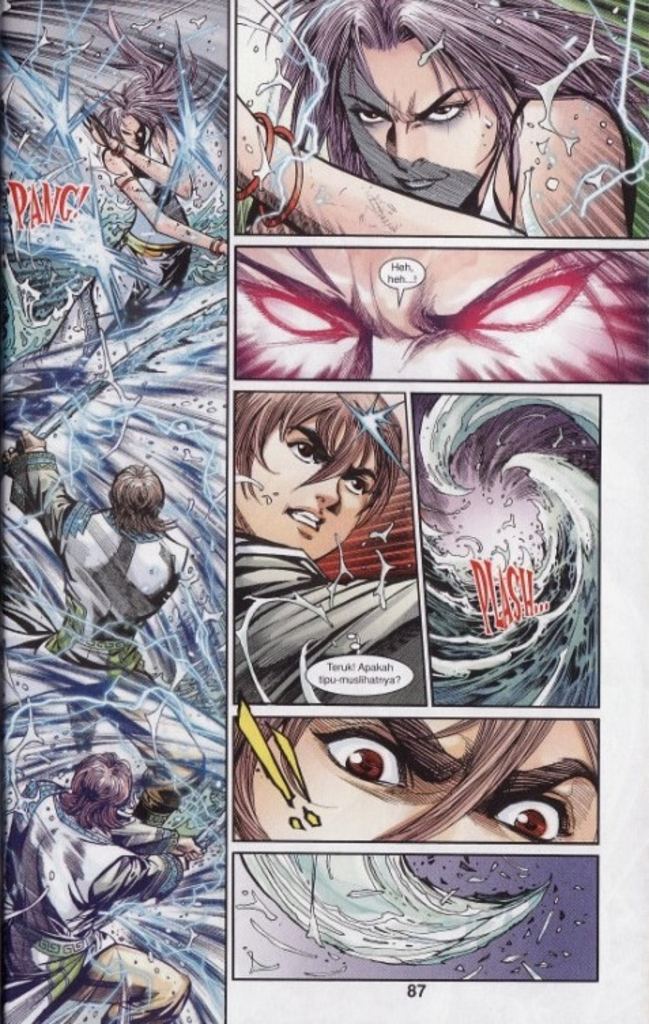 PANG!
Heh,
heh...!
Teruk! Apakah
tipu-muslihatnya?
PLASH...
87